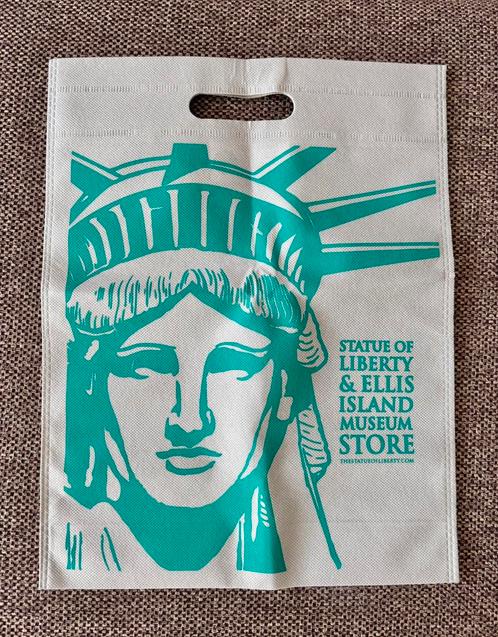 STATUE OF
LIBERTY
& ELLIS
ISLAND
MUSEUM
STORE
THESTATUEOFLIBERTY.COM